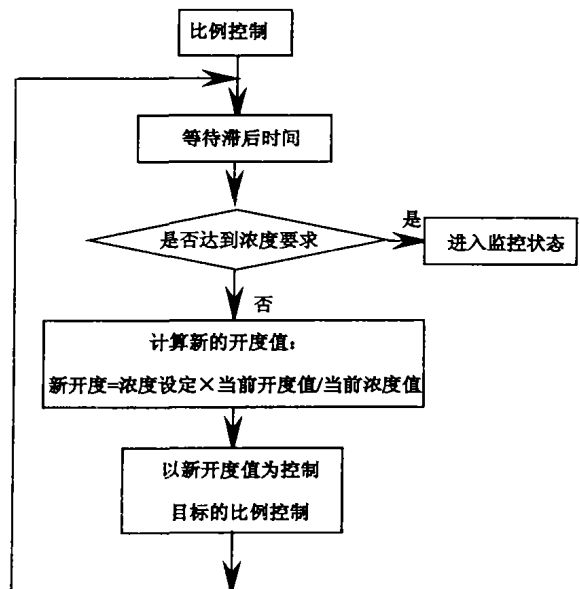 比例控制
等待滞后时间
是否达到浓度要求
是
进入监控状态
否
计算新的开度值：
新开度=浓度设定×当前开度值/当前浓度值
以新开度值为控制
目标的比例控制